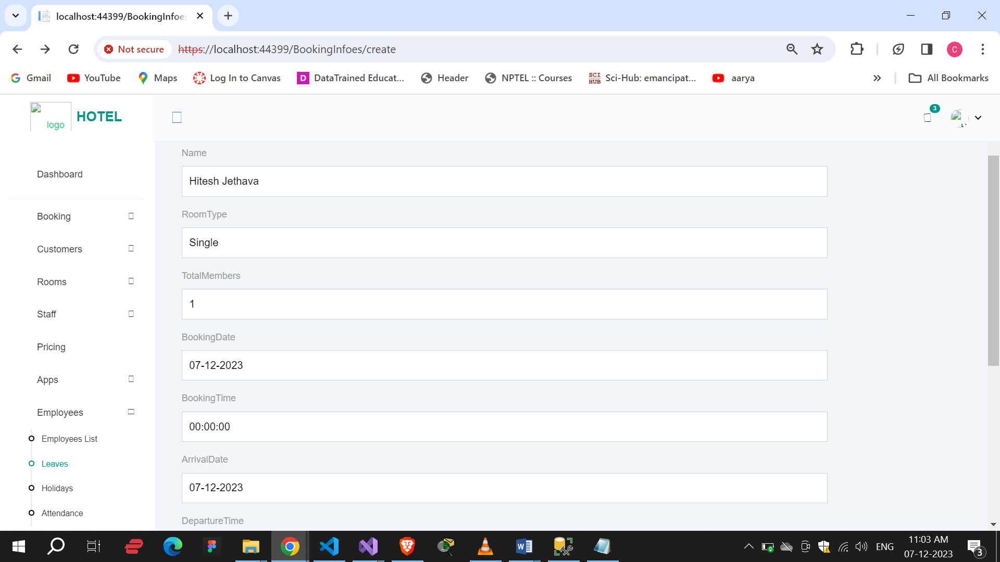 localhost:44399/BookingInfoes
Not secure https://localhost:44399/BookingInfoes/create C
Gmail YouTube Maps Log In to Canvas D DataTrained Educat... Header NPTEL :: Courses SCI HUB Sci-Hub: emancipat... aarya » All Bookmarks
logo HOTEL 3
Dashboard
Booking
Customers
Rooms
Staff
Pricing
Apps
Employees
Employees List
Leaves
Holidays
Attendance
Name
Hitesh Jethava
RoomType
Single
TotalMembers
1
BookingDate
07-12-2023
BookingTime
00:00:00
ArrivalDate
07-12-2023
DepartureTime
ENG 11:03 AM
07-12-2023 3